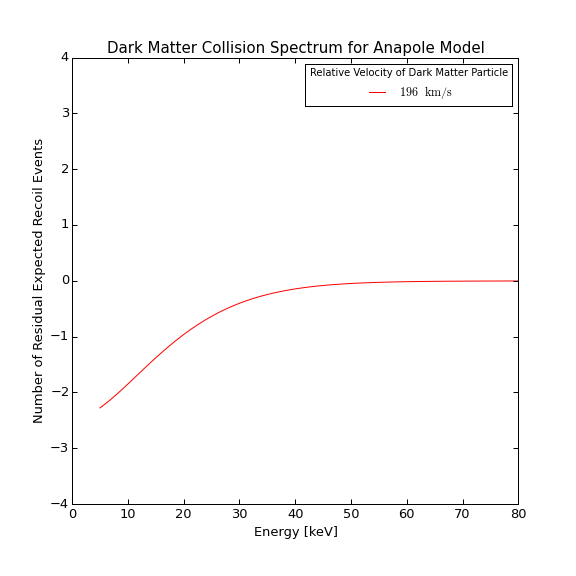 Dark Matter Collision Spectrum for Anapole Model
Relative Velocity of Dark Matter Particle
196 km/s
4
3
2
1
0
−1
−2
−3
−4
Number of Residual Expected Recoil Events
0 10 20 30 40 50 60 70 80
Energy [keV]